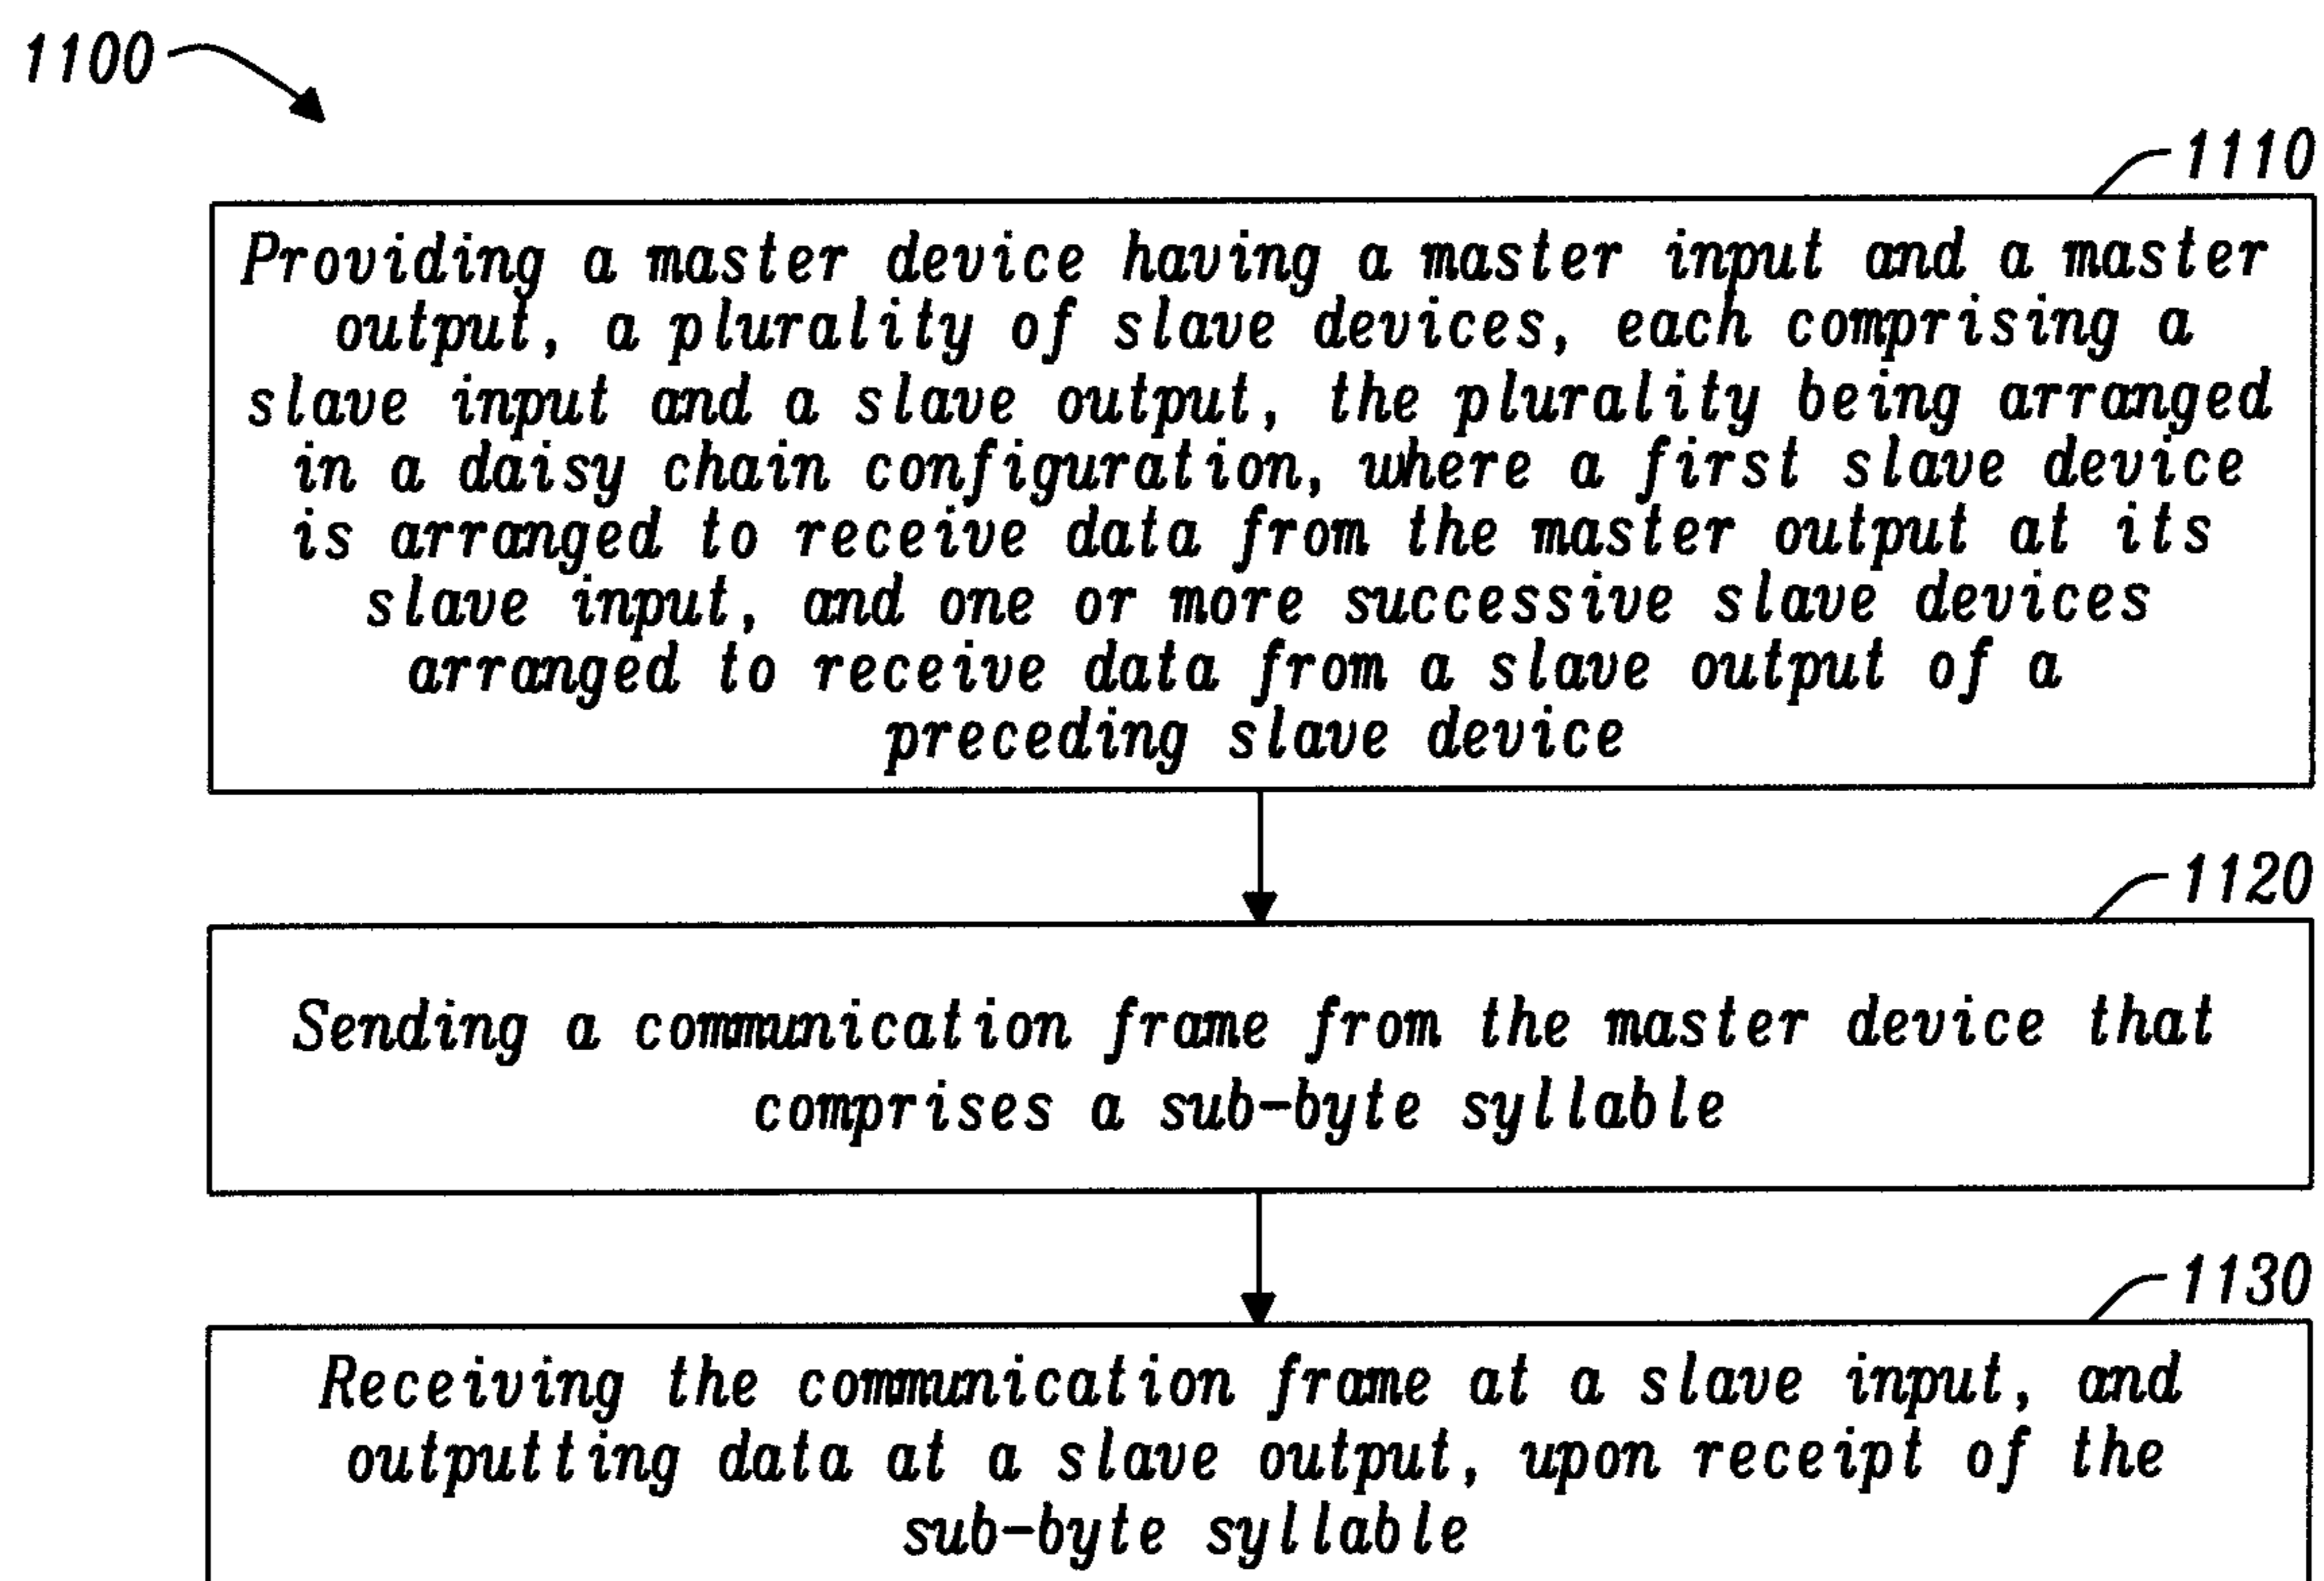 1100
1110
Providing a master device having a master input and a master
output, a plurality of slave devices, each comprising a
slave input and a slave output, the plurality being arranged
in a daisy chain configuration, where a first slave device
is arranged to receive data from the master output at its
slave input, and one or more successive slave devices
arranged to receive data from a slave output of a
preceding slave device
1120
Sending a communication frame from the master device that
comprises a sub-byte syllable
1130
Receiving the communication frame at a slave input, and
outputting data at a slave output, upon receipt of the
sub-byte syllable